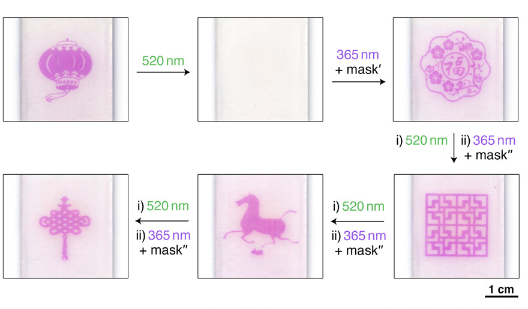 520 nm
365 nm
+ mask′
福
i) 520 nm ii) 365 nm
+ mask″
i) 520 nm
ii) 365 nm
+ mask″
i) 520 nm
ii) 365 nm
+ mask″
1 cm